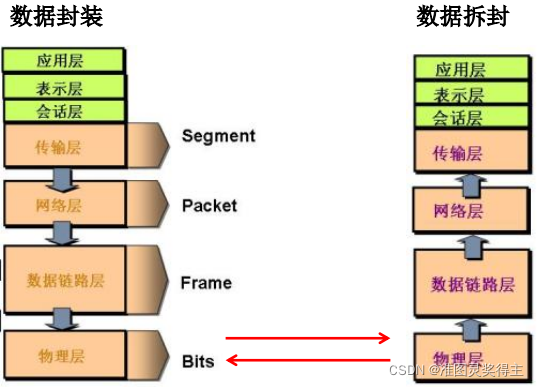 数据封装
数据拆封
应用层
表示层
会话层
传输层
Segment
网络层
Packet
数据链路层
Frame
物理层
Bits
应用层
表示层
会话层
传输层
网络层
数据链路层
物理层
CSDN @准图灵奖得主